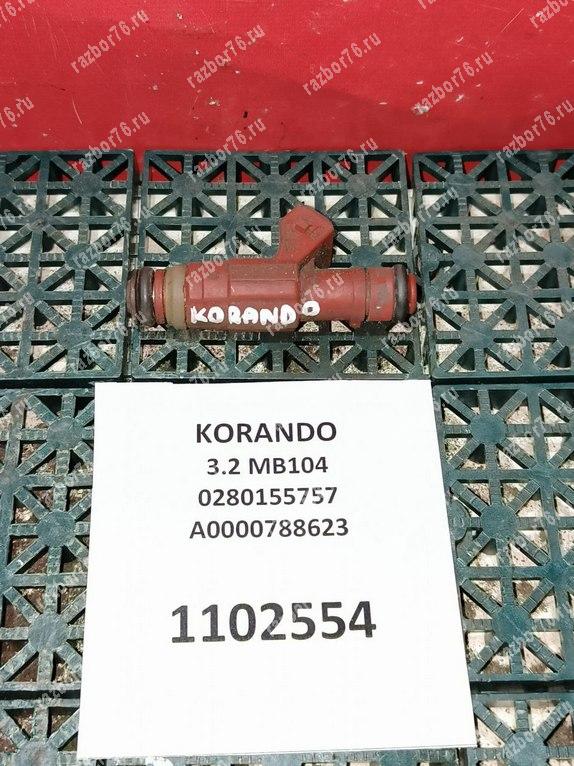 razbor76.ru
KORANDO
KORANDO
3.2 MB104
0280155757
A0000788623
1102554